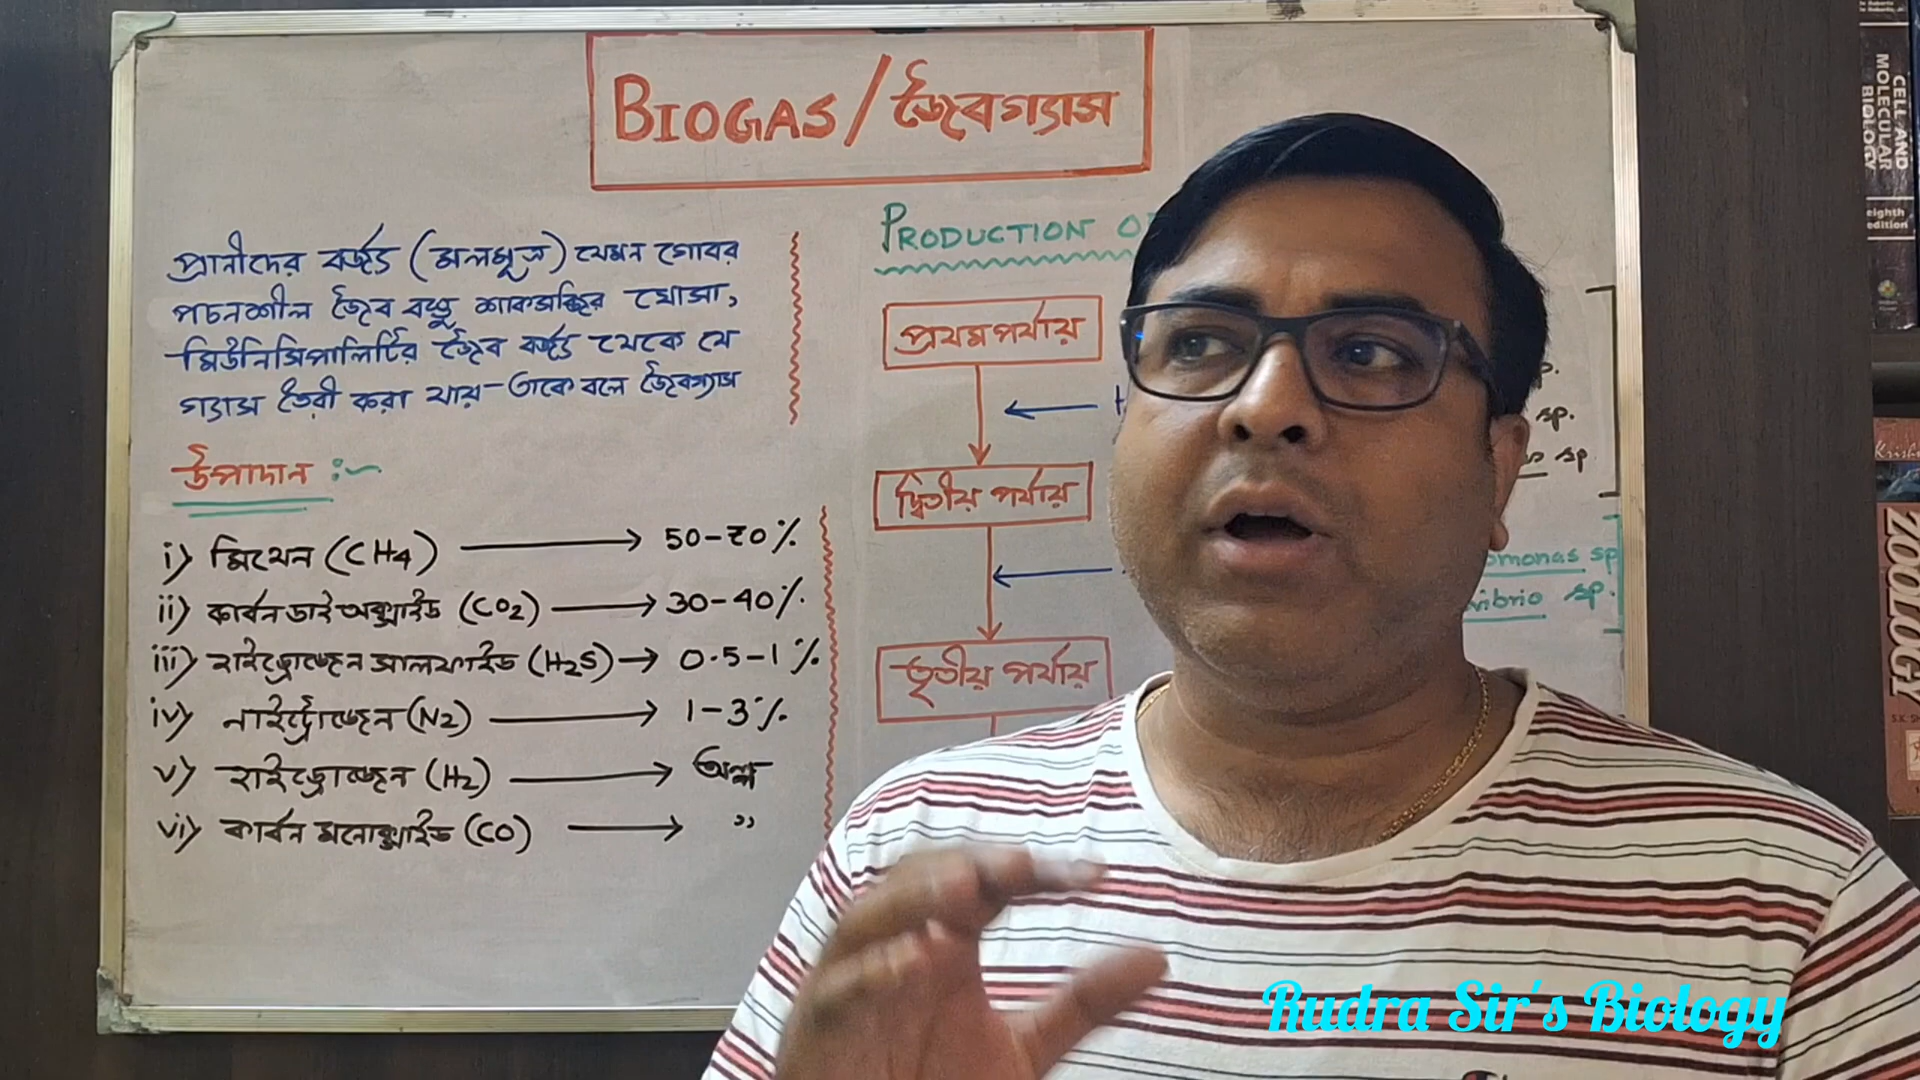 BIOGAS / জৈবগ্যাস
প্রানীদের বর্জ্য (মলমূত্র) যেমন গোবর
পচনশীল জৈব বস্তু শাকসব্জির খোসা,
মিউনিসিপালিটির জৈব বর্জ্য থেকে যে
গ্যাস তৈরী করা যায়-তাকে বলে জৈবগ্যাস
উপাদান :-
i) মিথেন (CH4) → 50-70%
ii) কার্বন ডাই অক্সাইড (CO2) → 30-40%
iii) হাইড্রোজেন সালফাইড (H2S) → 0.5-1%
iv) নাইট্রোজেন (N2) → 1-3%
v) হাইড্রোজেন (H2) → অল্প
vi) কার্বন মনোক্সাইড (CO) → ”
PRODUCTION
প্রথম পর্যায়
দ্বিতীয় পর্যায়
তৃতীয় পর্যায়
sp.
sp
omonas sp
vibrio sp.
CELL AND
MOLECULAR
BIOLOGY
eighth
edition
ZOOLOGY
Rudra Sir's Biology